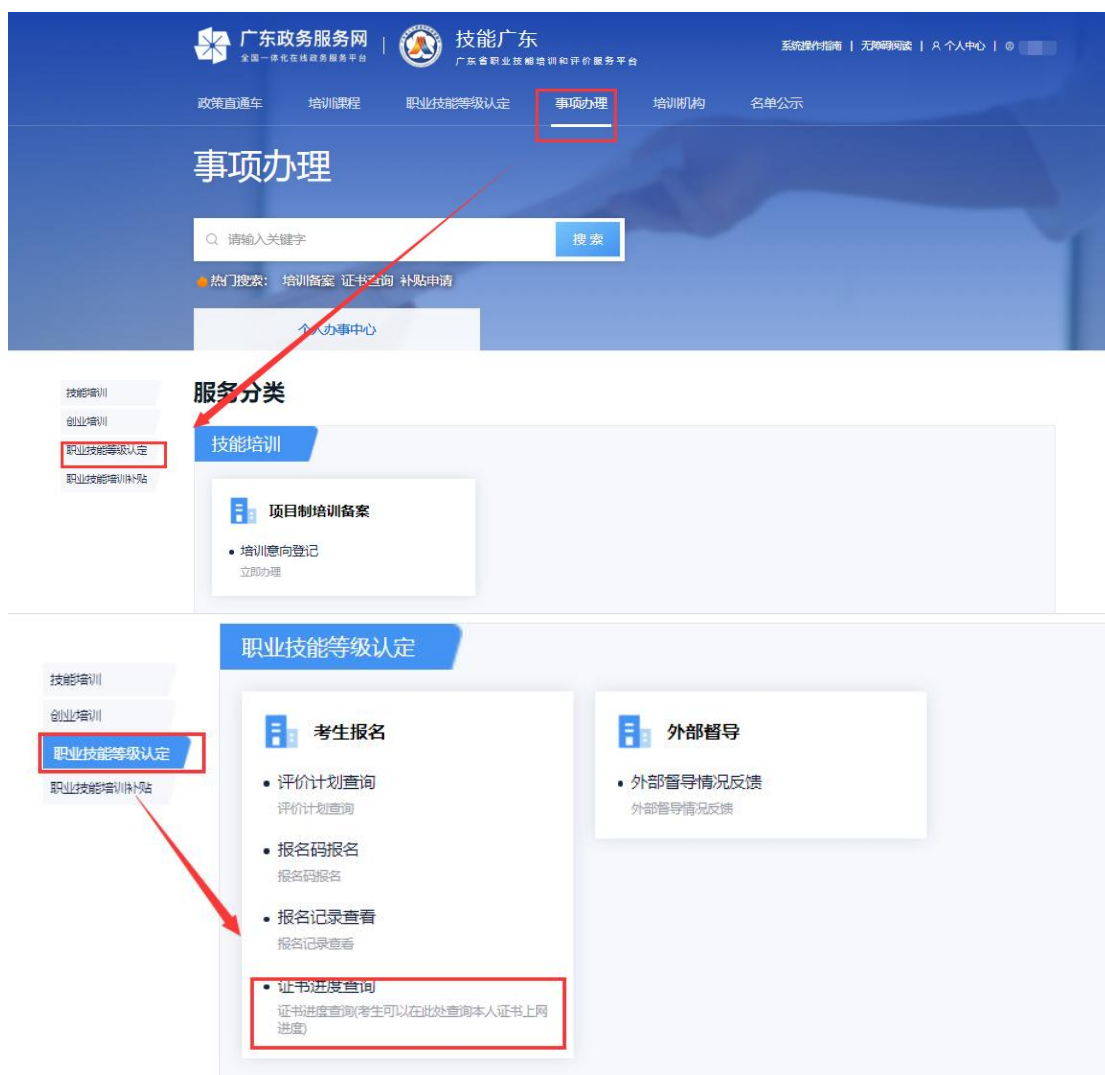 广东政务服务网
全国一体化在线政务服务平台
技能广东
广东省职业技能培训和评价服务平台
系统操作指南 | 无障碍阅读 | 个人中心 |
政策直通车 培训课程 职业技能等级认定 事项办理 培训机构 名单公示
事项办理
请输入关键字
搜索
热门搜索: 培训备案 证书查询 补贴申请
个人办事中心
技能培训
创业培训
职业技能等级认定
职业技能培训补贴
服务分类
技能培训
项目制培训备案
培训意向登记
立即办理
技能培训
创业培训
职业技能等级认定
职业技能培训补贴
职业技能等级认定
考生报名
评价计划查询
评价计划查询
报名码报名
报名码报名
报名记录查看
报名记录查看
证书进度查询
证书进度查询(考生可以在此处查询本人证书上网
进度)
外部督导
外部督导情况反馈
外部督导情况反馈